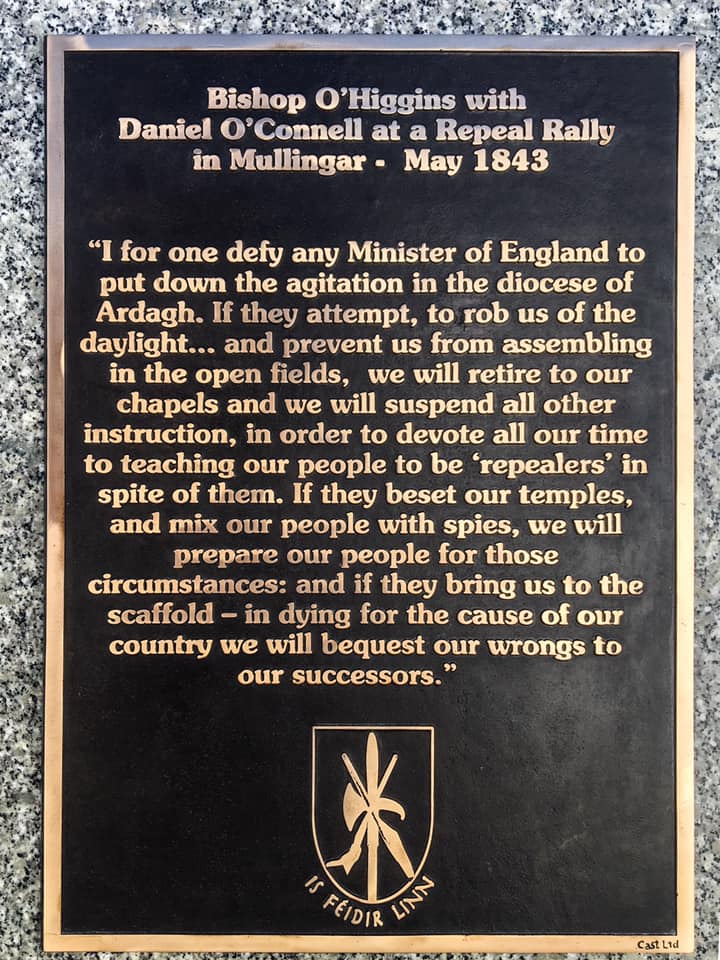 Bishop O'Higgins with
Daniel O'Connell at a Repeal Rally
in Mullingar - May 1843
“I for one defy any Minister of England to
put down the agitation in the diocese of
Ardagh. If they attempt, to rob us of the
daylight... and prevent us from assembling
in the open fields, we will retire to our
chapels and we will suspend all other
instruction, in order to devote all our time
to teaching our people to be ‘repealers’ in
spite of them. If they beset our temples,
and mix our people with spies, we will
prepare our people for those
circumstances: and if they bring us to the
scaffold – in dying for the cause of our
country we will bequest our wrongs to
our successors.”
IS FÉIDIR LINN
Cast Ltd